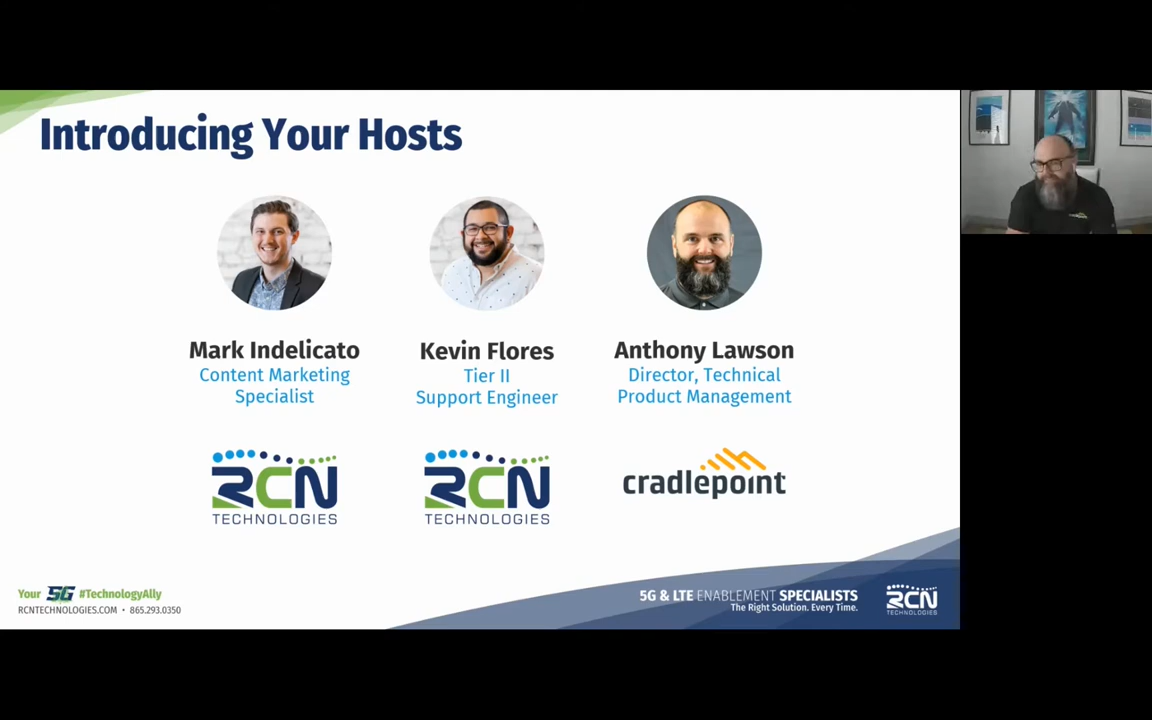 Introducing Your Hosts
Mark Indelicato
Content Marketing
Specialist
RCN
TECHNOLOGIES
Kevin Flores
Tier II
Support Engineer
RCN
TECHNOLOGIES
Anthony Lawson
Director, Technical
Product Management
cradlepoint
Your 5G #TechnologyAlly
RCNTECHNOLOGIES.COM • 865.293.0350
5G & LTE ENABLEMENT SPECIALISTS
The Right Solution. Every Time.
RCN
TECHNOLOGIES